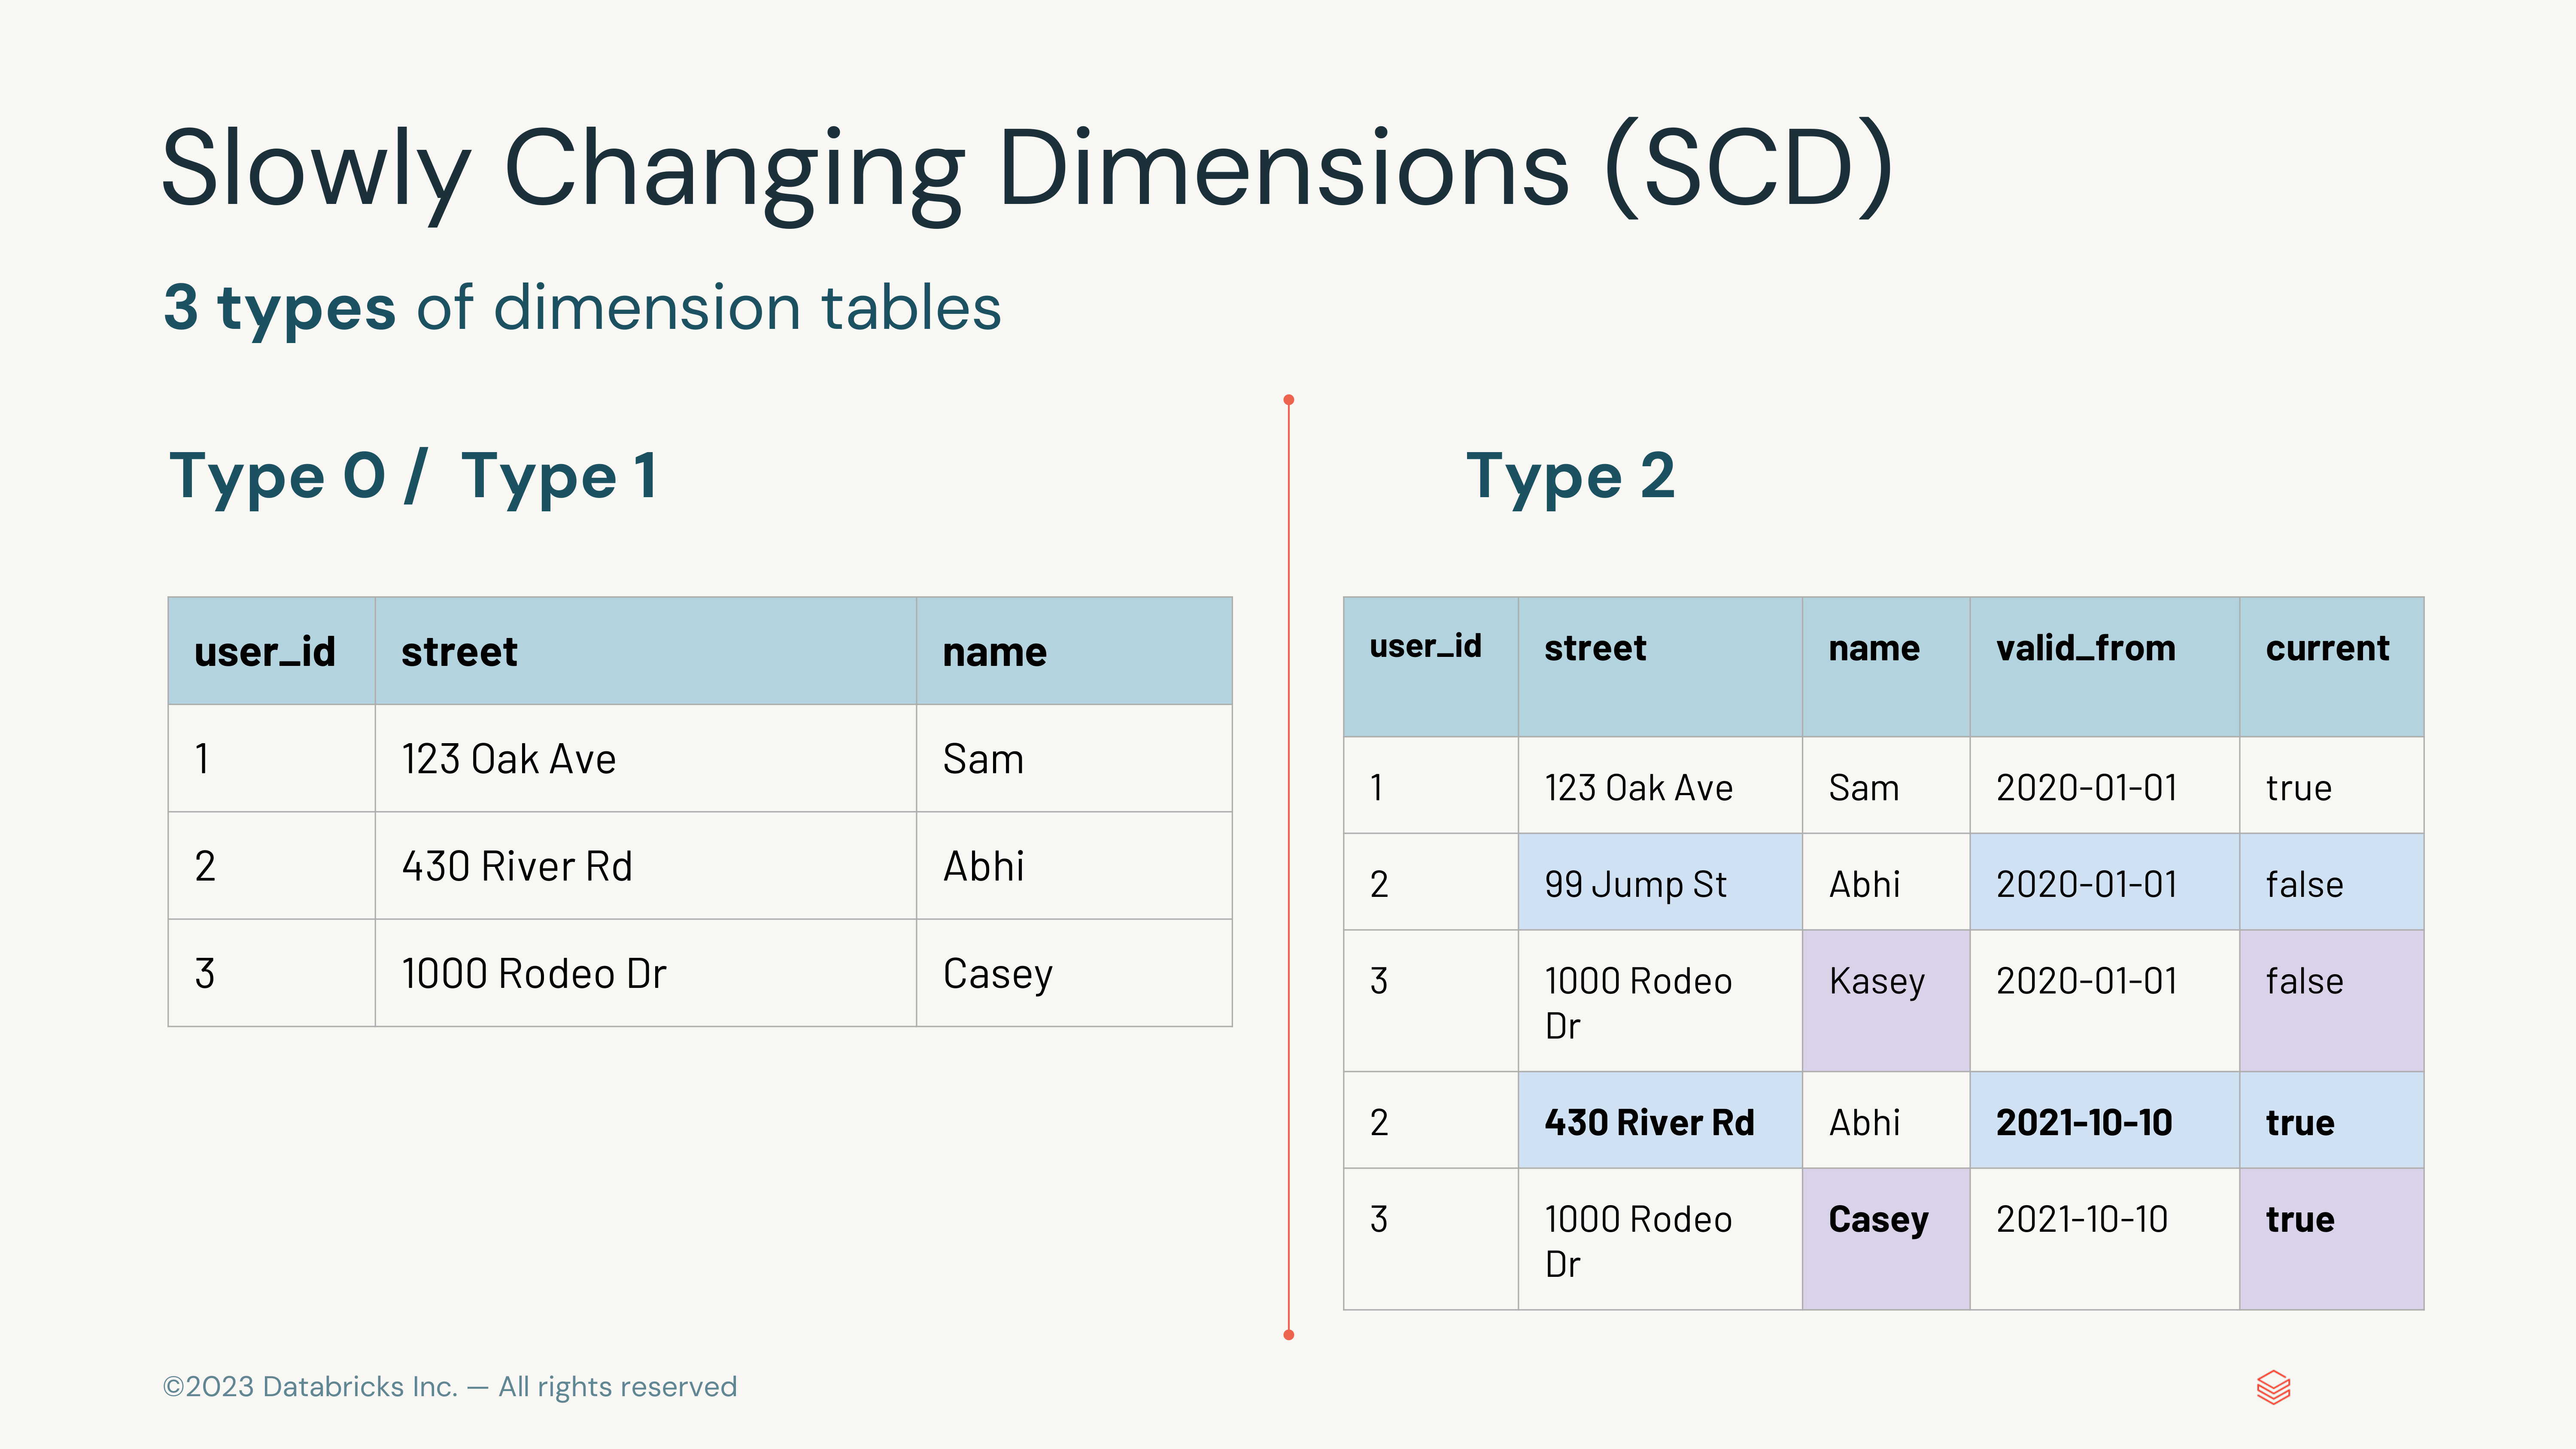 Slowly Changing Dimensions (SCD)
3 types of dimension tables
Type 0 / Type 1
user_id street name
1 123 Oak Ave Sam
2 430 River Rd Abhi
3 1000 Rodeo Dr Casey
Type 2
user_id street name valid_from current
1 123 Oak Ave Sam 2020-01-01 true
2 99 Jump St Abhi 2020-01-01 false
3 1000 Rodeo Kasey 2020-01-01 false
Dr
2 430 River Rd Abhi 2021-10-10 true
3 1000 Rodeo Casey 2021-10-10 true
Dr
©2023 Databricks Inc. — All rights reserved